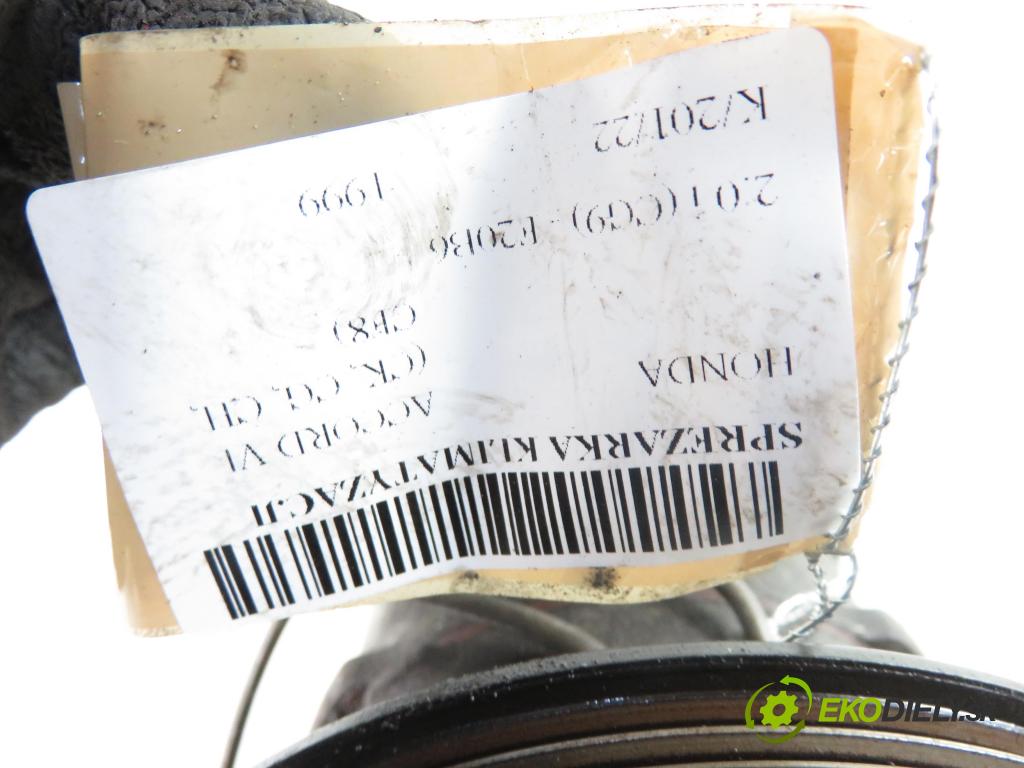 SPRĘŻARKA KLIMATYZACJI
HONDA
ACCORD VI
(CK, CG, CH,
CF8)
2.0 i (CG9) - F20B6
1999
K/201/22
EKODIELY.SK